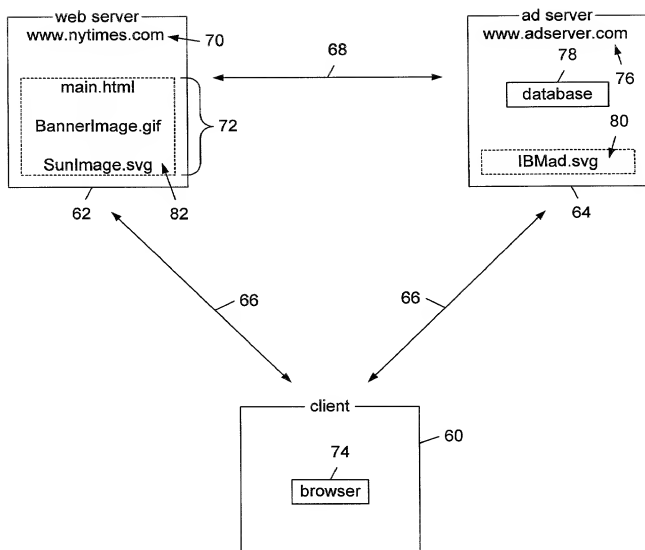 web server
www.nytimes.com
70
main.html
BannerImage.gif
SunImage.svg
72
62
82
68
ad server
www.adserver.com
78
76
database
80
IBMad.svg
64
66
66
client
60
74
browser